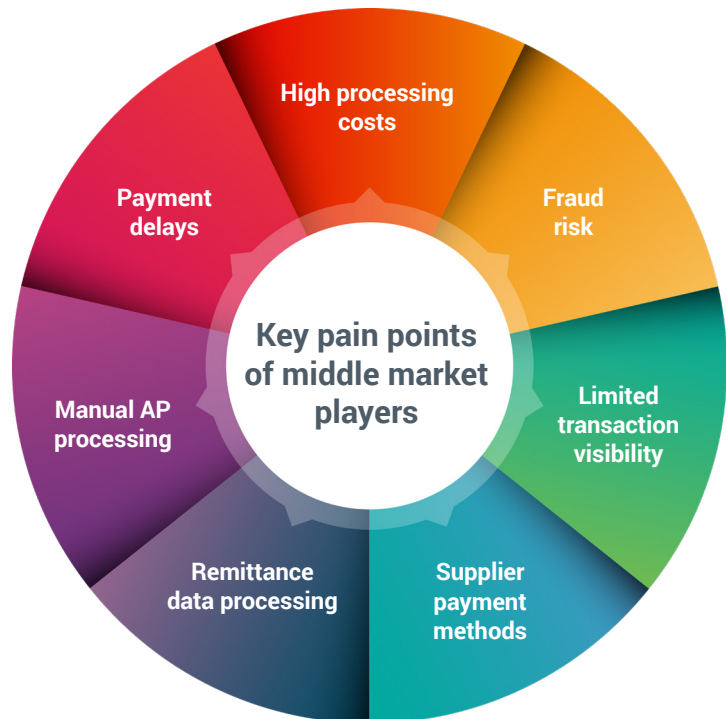 High processing
costs
Fraud
risk
Limited
transaction
visibility
Supplier
payment
methods
Remittance
data processing
Manual AP
processing
Payment
delays
Key pain points
of middle market
players